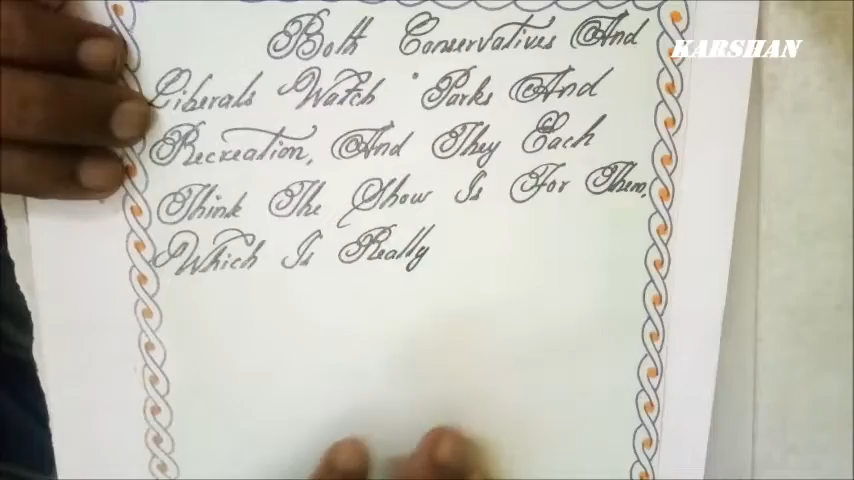 Both Conservatives And
KARSHAN
Liberals Watch "Parks And
Recreation, And They Each
Think The Show Is For Them,
Which Is Really